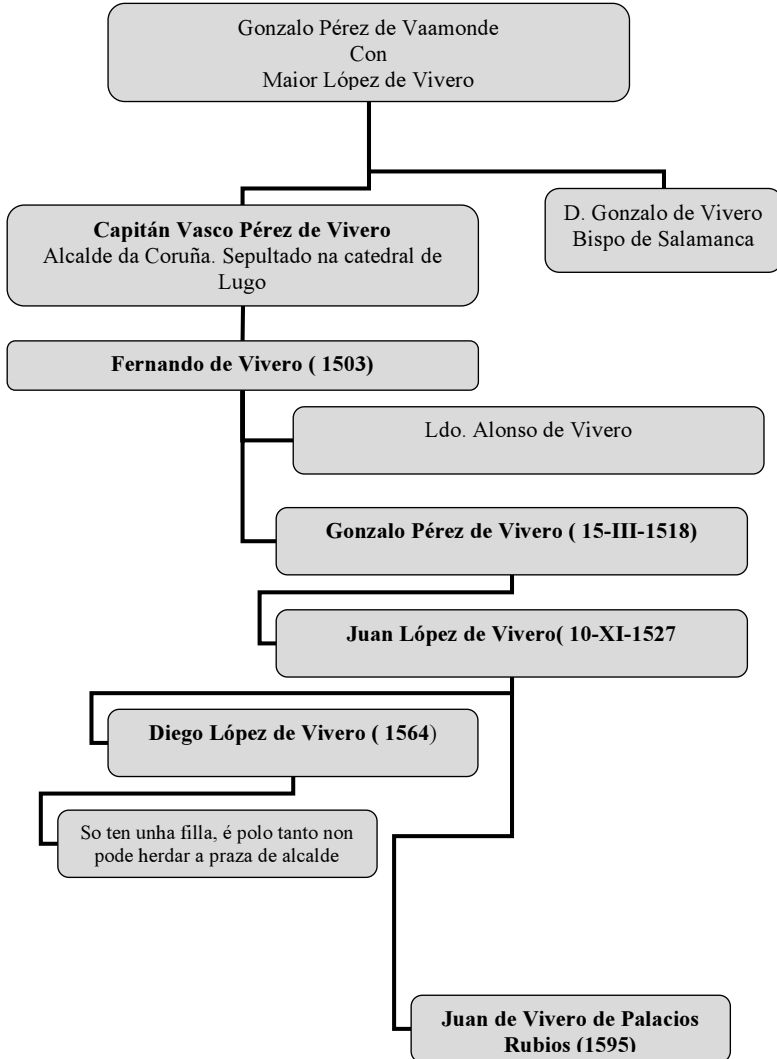 Gonzalo Pérez de Vaamonde
Con
Maior López de Vivero
Capitán Vasco Pérez de Vivero
Alcalde da Coruña. Sepultado na catedral de
Lugo
D. Gonzalo de Vivero
Bispo de Salamanca
Fernando de Vivero ( 1503)
Ldo. Alonso de Vivero
Gonzalo Pérez de Vivero ( 15-III-1518)
Juan López de Vivero( 10-XI-1527
Diego López de Vivero ( 1564)
So ten unha filla, é polo tanto non
pode herdar a praza de alcalde
Juan de Vivero de Palacios
Rubios (1595)